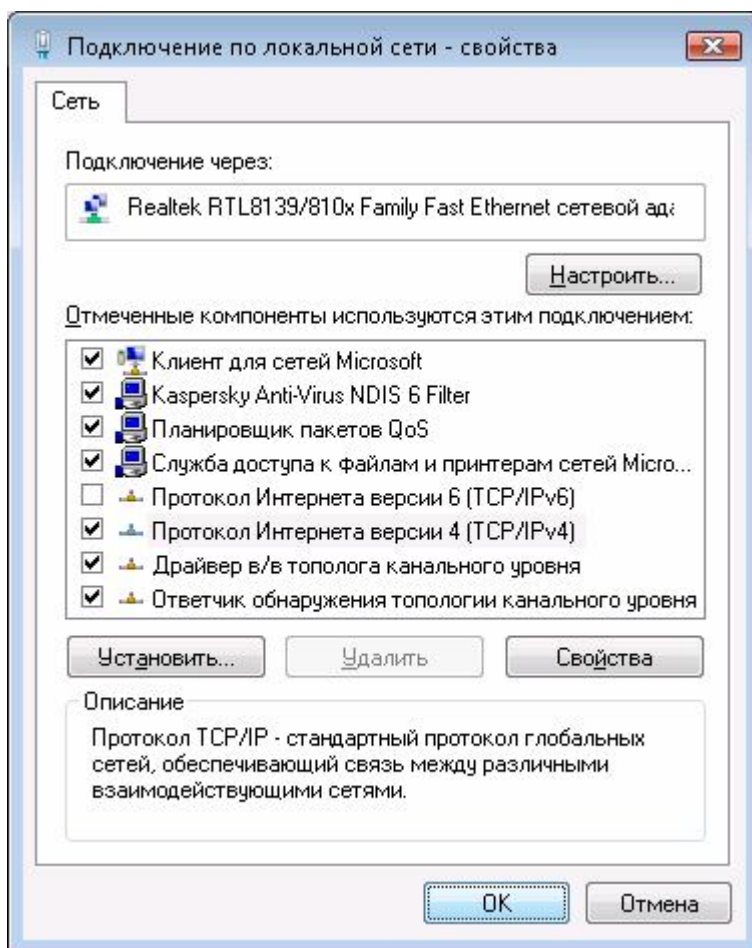 Подключение по локальной сети - свойства
Сеть
Подключение через:
Realtek RTL8139/810x Family Fast Ethernet сетевой ада
Настроить...
Отмеченные компоненты используются этим подключением:
Клиент для сетей Microsoft
Kaspersky Anti-Virus NDIS 6 Filter
Планировщик пакетов QoS
Служба доступа к файлам и принтерам сетей Micro...
Протокол Интернета версии 6 (TCP/IPv6)
Протокол Интернета версии 4 (TCP/IPv4)
Драйвер в/в тополога канального уровня
Ответчик обнаружения топологии канального уровня
Установить... Удалить Свойства
Описание
Протокол TCP/IP - стандартный протокол глобальных
сетей, обеспечивающий связь между различными
взаимодействующими сетями.
OK Отмена